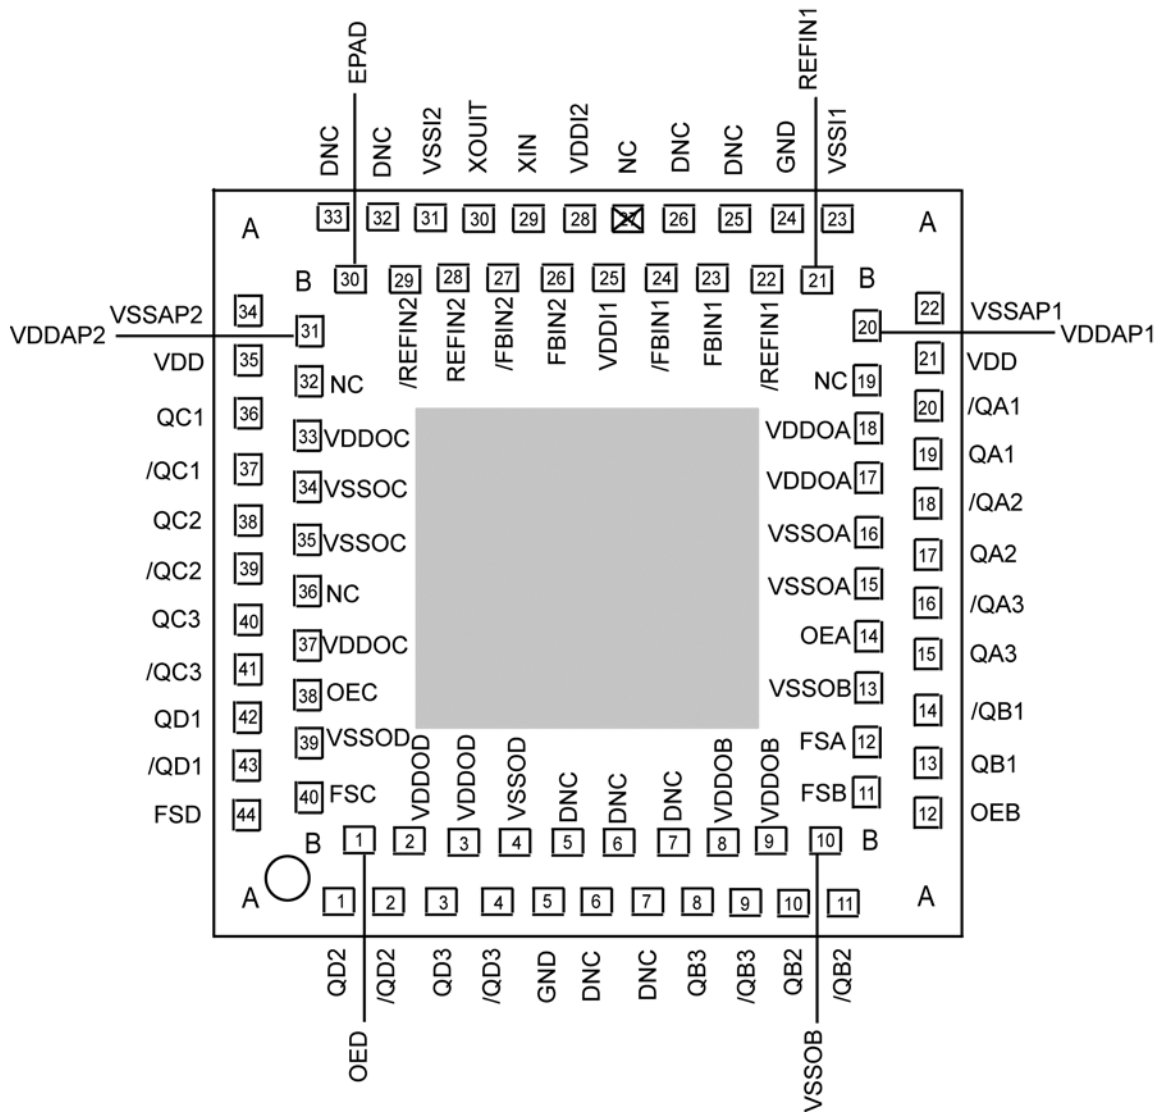 EPAD
REFIN1
DNC
DNC
VSSI2
XOUIT
XIN
VDDI2
NC
DNC
DNC
GND
VSSI1
A 33 32 31 30 29 28 27 26 25 24 23 A
B 30 29 28 27 26 25 24 23 22 21 B
/REFIN2
REFIN2
/FBIN2
FBIN2
VDDI1
/FBIN1
FBIN1
/REFIN1
VSSAP2 34 22 VSSAP1
VDDAP2 31 20 VDDAP1
VDD 35 21 VDD
32 NC NC 19
QC1 36 20 /QA1
33 VDDOC VDDOA 18
/QC1 37 19 QA1
34 VSSOC VDDOA 17
QC2 38 18 /QA2
35 VSSOC VSSOA 16
/QC2 39 17 QA2
36 NC VSSOA 15
QC3 40 16 /QA3
37 VDDOC OEA 14
/QC3 41 15 QA3
38 OEC VSSOB 13
QD1 42 14 /QB1
39 VSSOD FSA 12
/QD1 43 13 QB1
40 FSC FSB 11
FSD 44 12 OEB
VDDOD
VDDOD
VSSOD
DNC
DNC
DNC
VDDOB
VDDOB
B 1 2 3 4 5 6 7 8 9 10 B
A 1 2 3 4 5 6 7 8 9 10 11 A
QD2
/QD2
QD3
/QD3
GND
DNC
DNC
QB3
/QB3
QB2
/QB2
OED
VSSOB